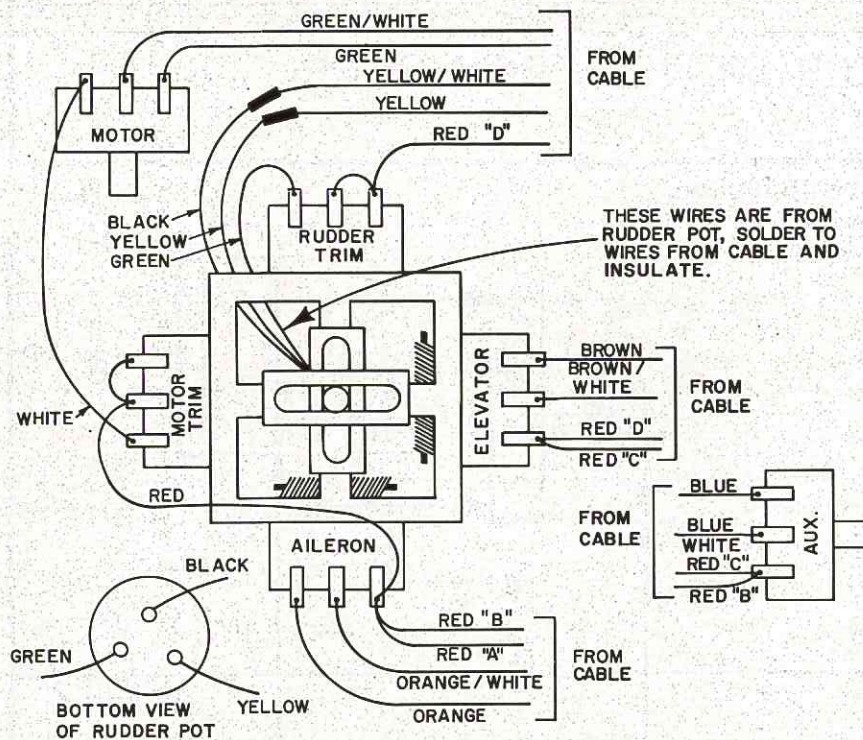 GREEN/WHITE
GREEN
YELLOW/WHITE
YELLOW
RED "D"
FROM
CABLE
MOTOR
BLACK
YELLOW
GREEN
RUDDER
TRIM
THESE WIRES ARE FROM
RUDDER POT, SOLDER TO
WIRES FROM CABLE AND
INSULATE.
MOTOR
TRIM
WHITE
RED
ELEVATOR
BROWN
BROWN/
WHITE
RED "D"
RED "C"
FROM
CABLE
FROM
CABLE
BLUE
BLUE
WHITE
RED "C"
RED "B"
AUX.
AILERON
RED "B"
RED "A"
ORANGE/WHITE
ORANGE
FROM
CABLE
BLACK
GREEN
YELLOW
BOTTOM VIEW
OF RUDDER POT